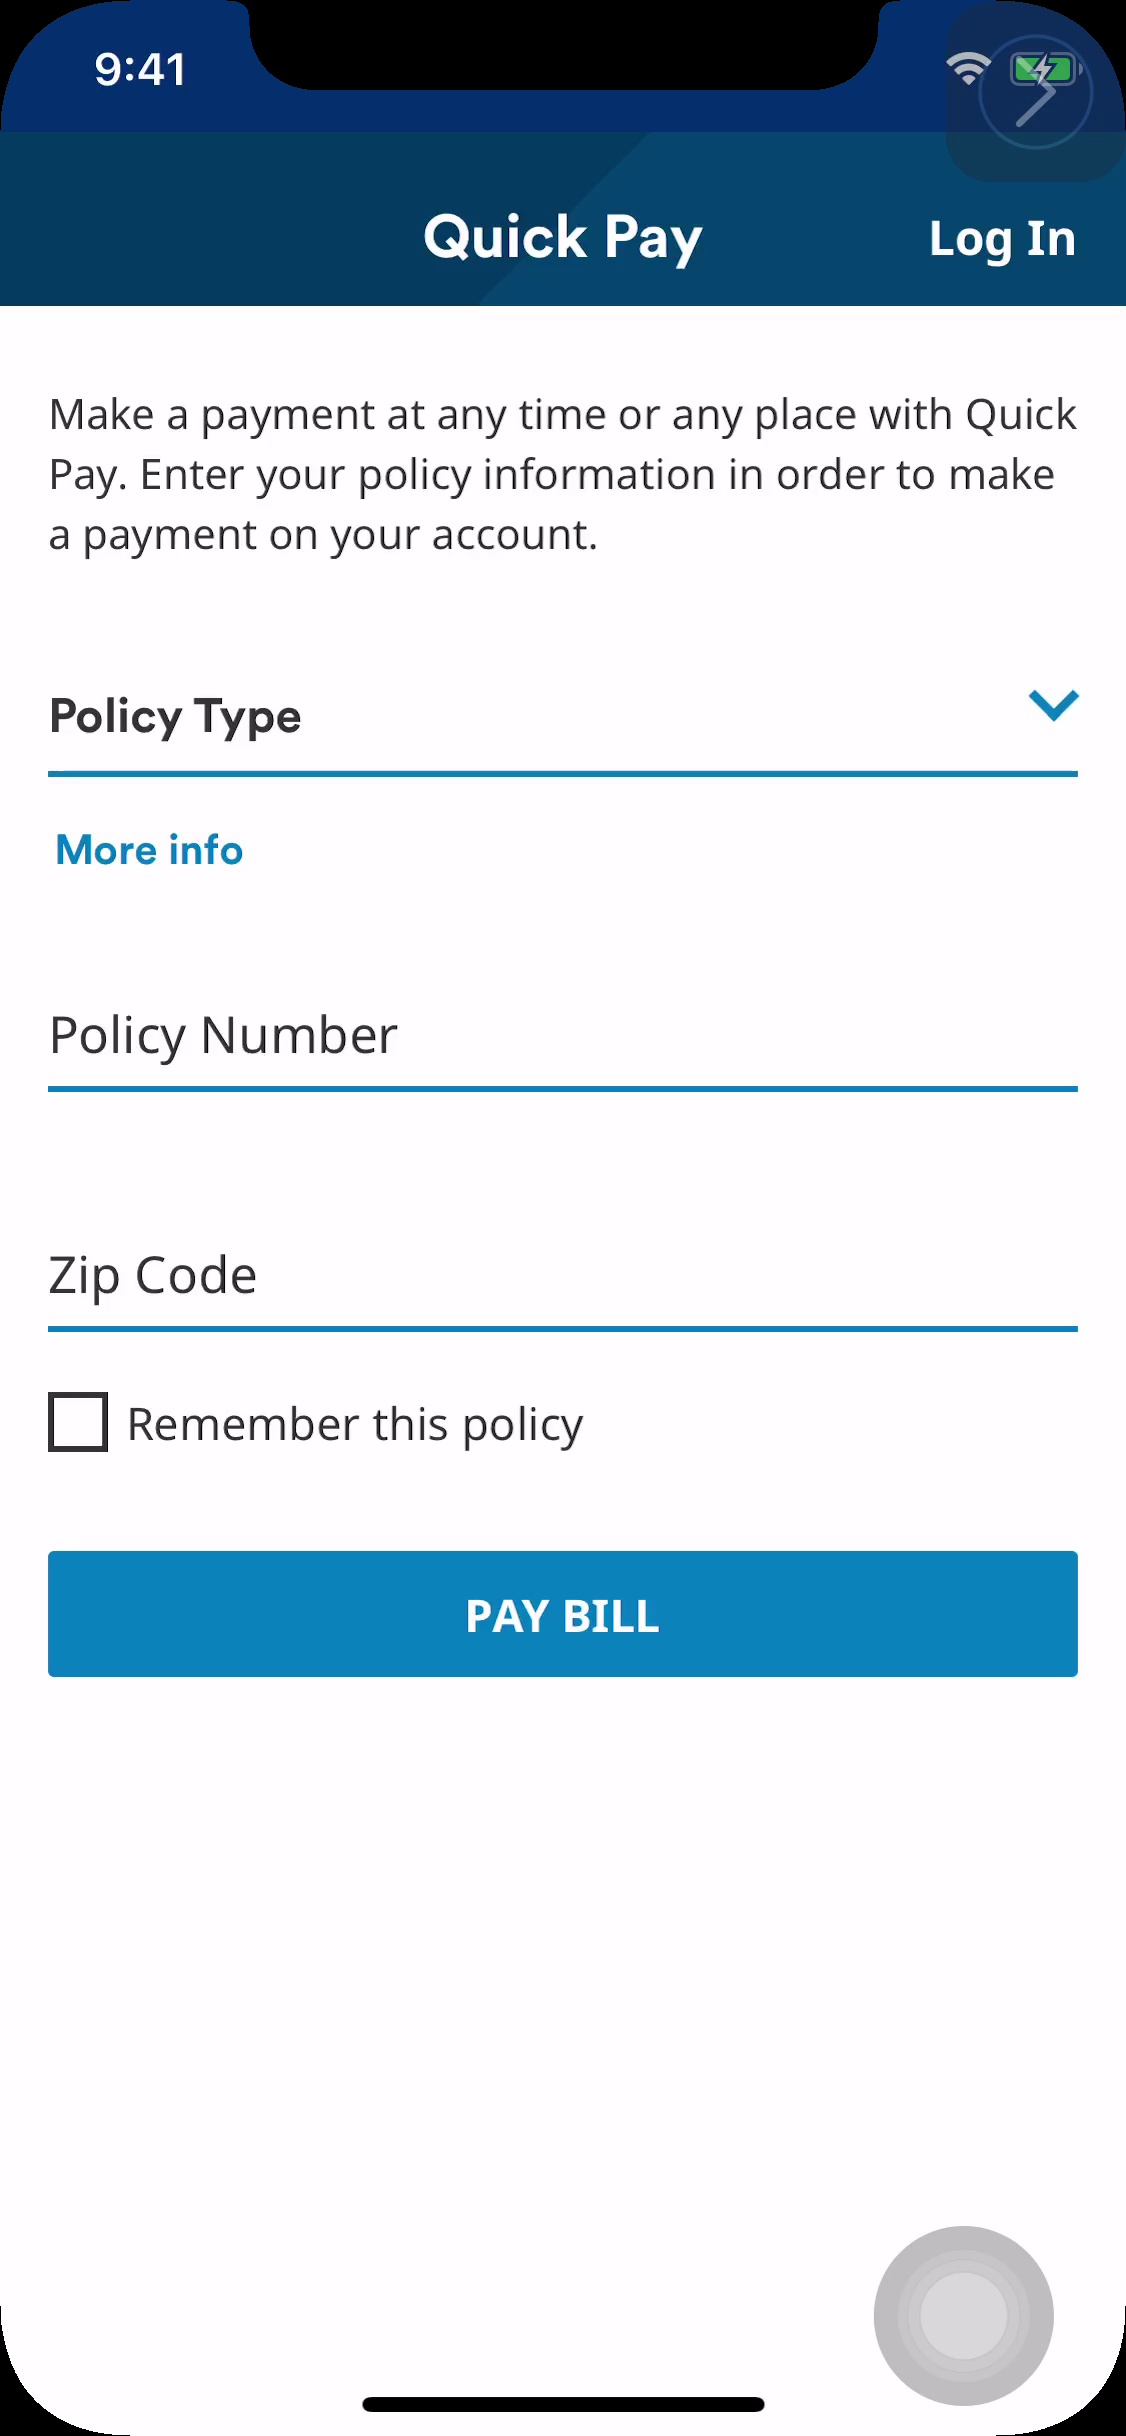 9:41
Quick Pay
Log In
Make a payment at any time or any place with Quick
Pay. Enter your policy information in order to make
a payment on your account.
Policy Type
More info
Policy Number
Zip Code
Remember this policy
PAY BILL